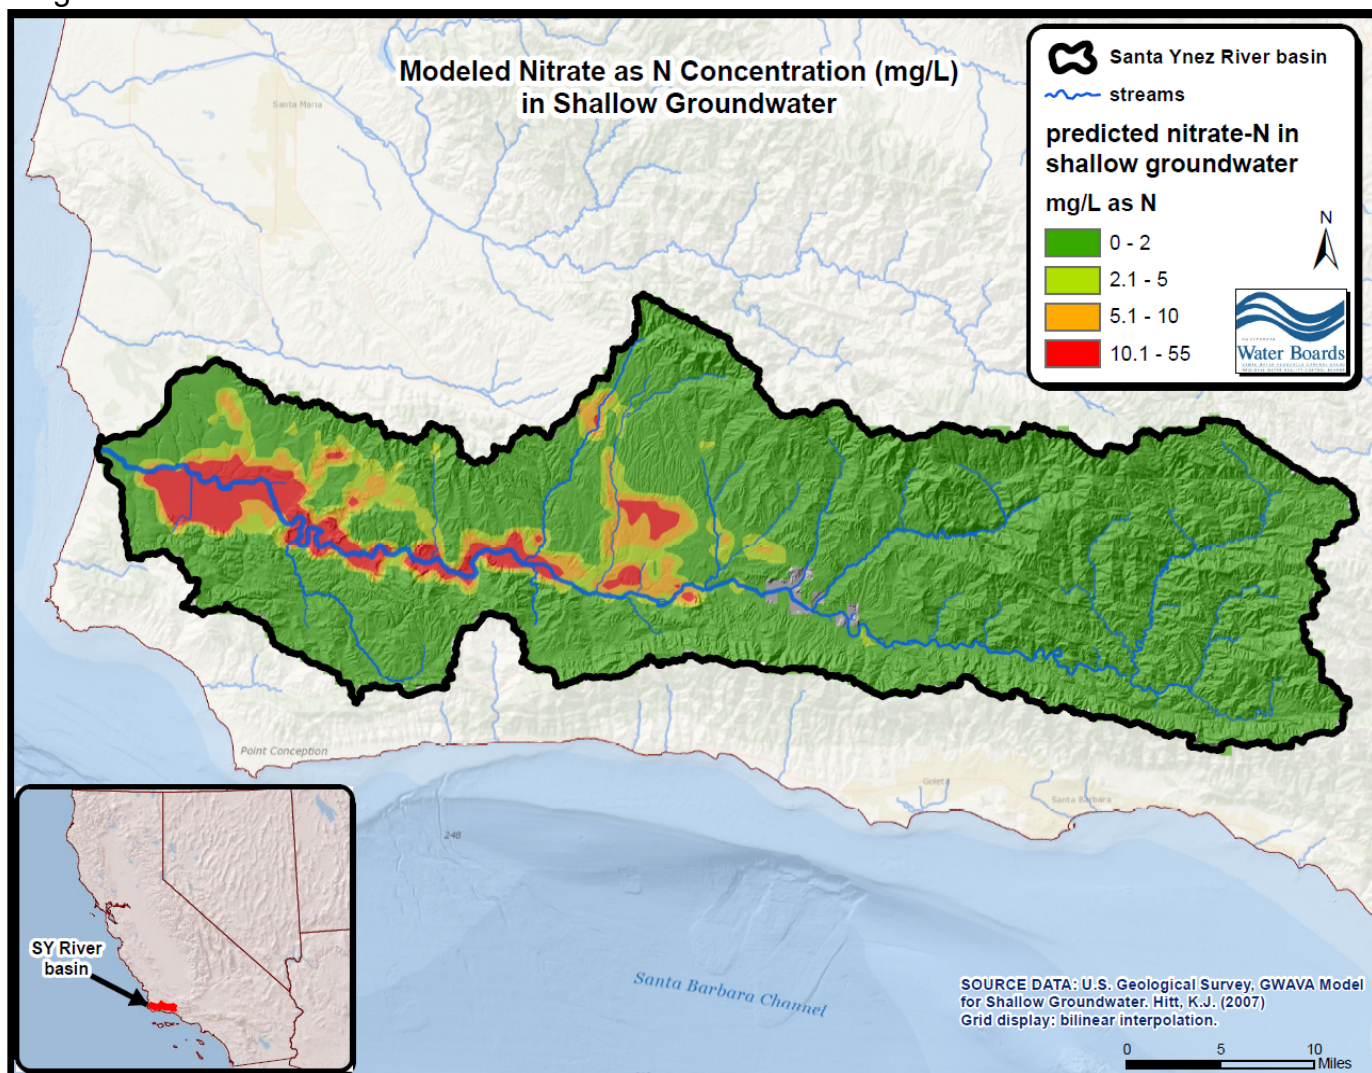 Modeled Nitrate as N Concentration (mg/L)
in Shallow Groundwater
Santa Ynez River basin
streams
predicted nitrate-N in
shallow groundwater
mg/L as N
0 - 2
2.1 - 5
5.1 - 10
10.1 - 55
N
CALIFORNIA
Water Boards
Santa Maria
Point Conception
Goleta
Santa Barbara
248
Santa Barbara Channel
SY River
basin
SOURCE DATA: U.S. Geological Survey, GWAVA Model
for Shallow Groundwater. Hitt, K.J. (2007)
Grid display: bilinear interpolation.
0 5 10
Miles